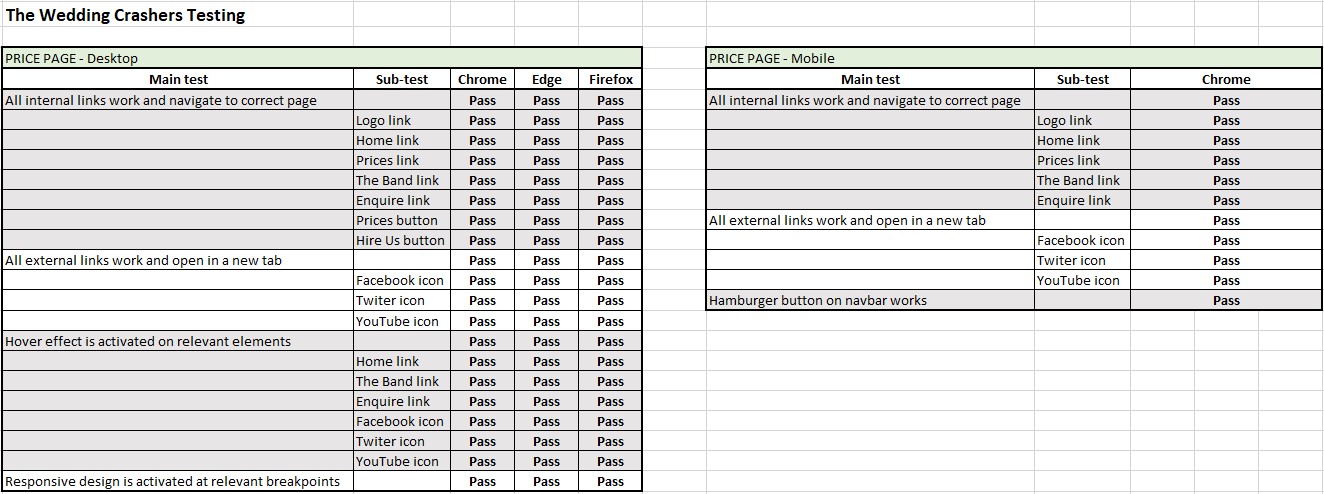 The Wedding Crashers Testing
PRICE PAGE - Desktop
Main test Sub-test Chrome Edge Firefox
All internal links work and navigate to correct page Pass Pass Pass
Logo link Pass Pass Pass
Home link Pass Pass Pass
Prices link Pass Pass Pass
The Band link Pass Pass Pass
Enquire link Pass Pass Pass
Prices button Pass Pass Pass
Hire Us button Pass Pass Pass
All external links work and open in a new tab Pass Pass Pass
Facebook icon Pass Pass Pass
Twiter icon Pass Pass Pass
YouTube icon Pass Pass Pass
Hover effect is activated on relevant elements Pass Pass Pass
Home link Pass Pass Pass
The Band link Pass Pass Pass
Enquire link Pass Pass Pass
Facebook icon Pass Pass Pass
Twiter icon Pass Pass Pass
YouTube icon Pass Pass Pass
Responsive design is activated at relevant breakpoints Pass Pass Pass
PRICE PAGE - Mobile
Main test Sub-test Chrome
All internal links work and navigate to correct page Pass
Logo link Pass
Home link Pass
Prices link Pass
The Band link Pass
Enquire link Pass
All external links work and open in a new tab Pass
Facebook icon Pass
Twiter icon Pass
YouTube icon Pass
Hamburger button on navbar works Pass